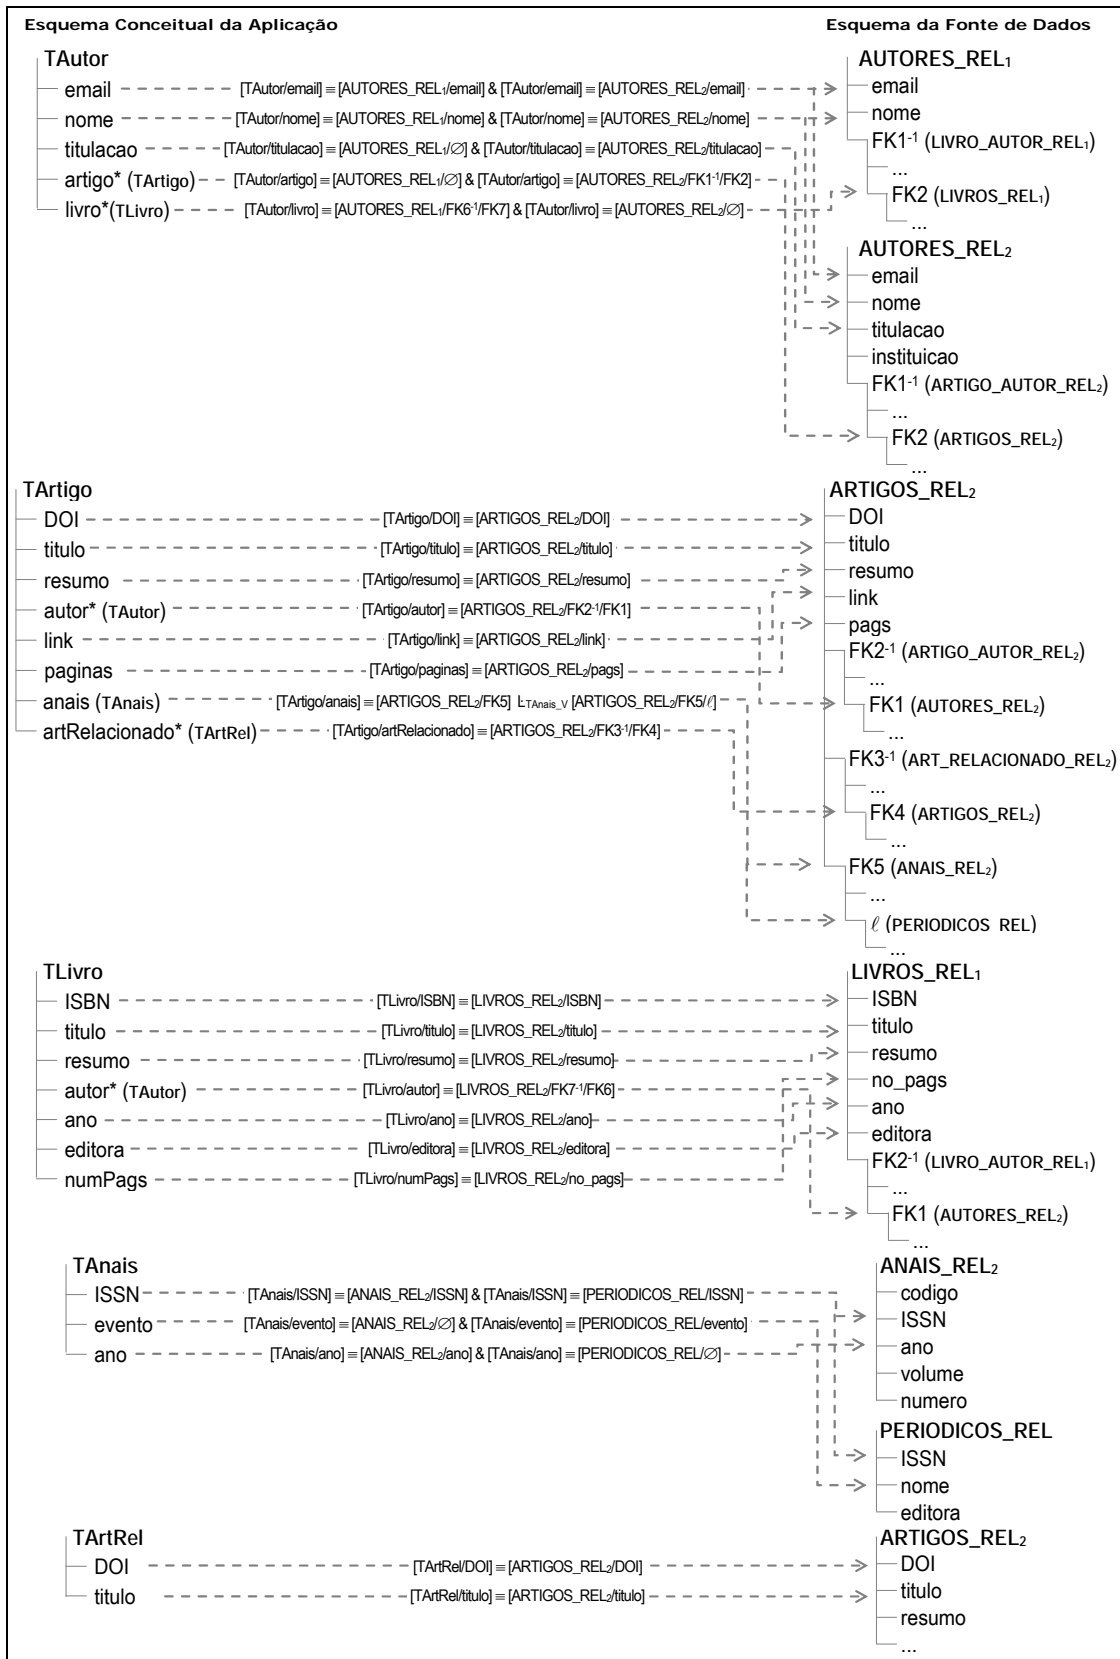 Esquema Conceitual da Aplicação Esquema da Fonte de Dados
TAutor AUTORES_REL₁
email [TAutor/email] ≡ [AUTORES_REL₁/email] & [TAutor/email] ≡ [AUTORES_REL₂/email] email
nome [TAutor/nome] ≡ [AUTORES_REL₁/nome] & [TAutor/nome] ≡ [AUTORES_REL₂/nome] nome
titulacao [TAutor/titulacao] ≡ [AUTORES_REL₁/∅] & [TAutor/titulacao] ≡ [AUTORES_REL₂/titulacao] FK1⁻¹ (LIVRO_AUTOR_REL₁)
...
artigo* (TArtigo) [TAutor/artigo] ≡ [AUTORES_REL₁/∅] & [TAutor/artigo] ≡ [AUTORES_REL₂/FK1⁻¹/FK2]
FK2 (LIVROS_REL₁)
livro*(TLivro) [TAutor/livro] ≡ [AUTORES_REL₁/FK6⁻¹/FK7] & [TAutor/livro] ≡ [AUTORES_REL₂/∅]
...
AUTORES_REL₂
email
nome
titulacao
instituicao
FK1⁻¹ (ARTIGO_AUTOR_REL₂)
...
FK2 (ARTIGOS_REL₂)
...
TArtigo ARTIGOS_REL₂
DOI [TArtigo/DOI] ≡ [ARTIGOS_REL₂/DOI] DOI
titulo [TArtigo/titulo] ≡ [ARTIGOS_REL₂/titulo] titulo
resumo [TArtigo/resumo] ≡ [ARTIGOS_REL₂/resumo] resumo
autor* (TAutor) [TArtigo/autor] ≡ [ARTIGOS_REL₂/FK2⁻¹/FK1] link
link [TArtigo/link] ≡ [ARTIGOS_REL₂/link] pags
paginas [TArtigo/paginas] ≡ [ARTIGOS_REL₂/pags] FK2⁻¹ (ARTIGO_AUTOR_REL₂)
...
anais (TAnais) [TArtigo/anais] ≡ [ARTIGOS_REL₂/FK5] Ł TAnais_V [ARTIGOS_REL₂/FK5/ℓ] FK1 (AUTORES_REL₂)
artRelacionado* (TArtRel) [TArtigo/artRelacionado] ≡ [ARTIGOS_REL₂/FK3⁻¹/FK4] ...
FK3⁻¹ (ART_RELACIONADO_REL₂)
...
FK4 (ARTIGOS_REL₂)
...
FK5 (ANAIS_REL₂)
...
ℓ (PERIODICOS REL)
...
TLivro LIVROS_REL₁
ISBN [TLivro/ISBN] ≡ [LIVROS_REL₂/ISBN] ISBN
titulo [TLivro/titulo] ≡ [LIVROS_REL₂/titulo] titulo
resumo [TLivro/resumo] ≡ [LIVROS_REL₂/resumo] resumo
autor* (TAutor) [TLivro/autor] ≡ [LIVROS_REL₂/FK7⁻¹/FK6] no_pags
ano [TLivro/ano] ≡ [LIVROS_REL₂/ano] ano
editora [TLivro/editora] ≡ [LIVROS_REL₂/editora] editora
numPags [TLivro/numPags] ≡ [LIVROS_REL₂/no_pags] FK2⁻¹ (LIVRO_AUTOR_REL₁)
...
FK1 (AUTORES_REL₂)
...
TAnais ANAIS_REL₂
ISSN [TAnais/ISSN] ≡ [ANAIS_REL₂/ISSN] & [TAnais/ISSN] ≡ [PERIODICOS_REL/ISSN] codigo
evento [TAnais/evento] ≡ [ANAIS_REL₂/∅] & [TAnais/evento] ≡ [PERIODICOS_REL/evento] ISSN
ano [TAnais/ano] ≡ [ANAIS_REL₂/ano] & [TAnais/ano] ≡ [PERIODICOS_REL/∅] ano
volume
numero
PERIODICOS_REL
ISSN
nome
editora
TArtRel ARTIGOS_REL₂
DOI [TArtRel/DOI] ≡ [ARTIGOS_REL₂/DOI] DOI
titulo [TArtRel/titulo] ≡ [ARTIGOS_REL₂/titulo] titulo
resumo
...